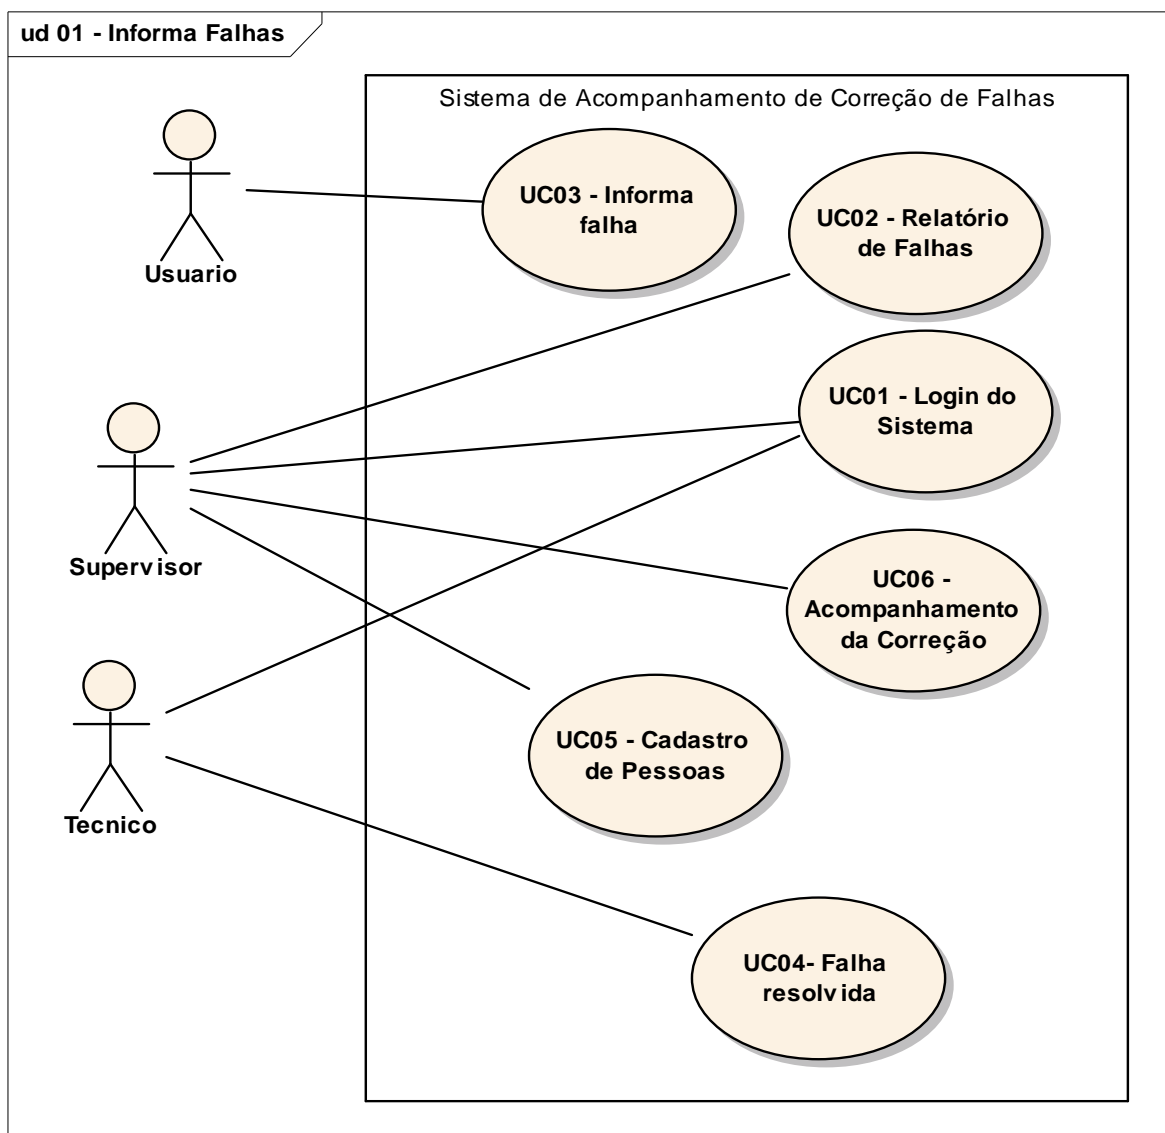 ud 01 - Informa Falhas
Sistema de Acompanhamento de Correção de Falhas
UC03 - Informa
falha
UC02 - Relatório
de Falhas
Usuario
UC01 - Login do
Sistema
Supervisor
UC06 -
Acompanhamento
da Correção
UC05 - Cadastro
de Pessoas
Tecnico
UC04- Falha
resolvida